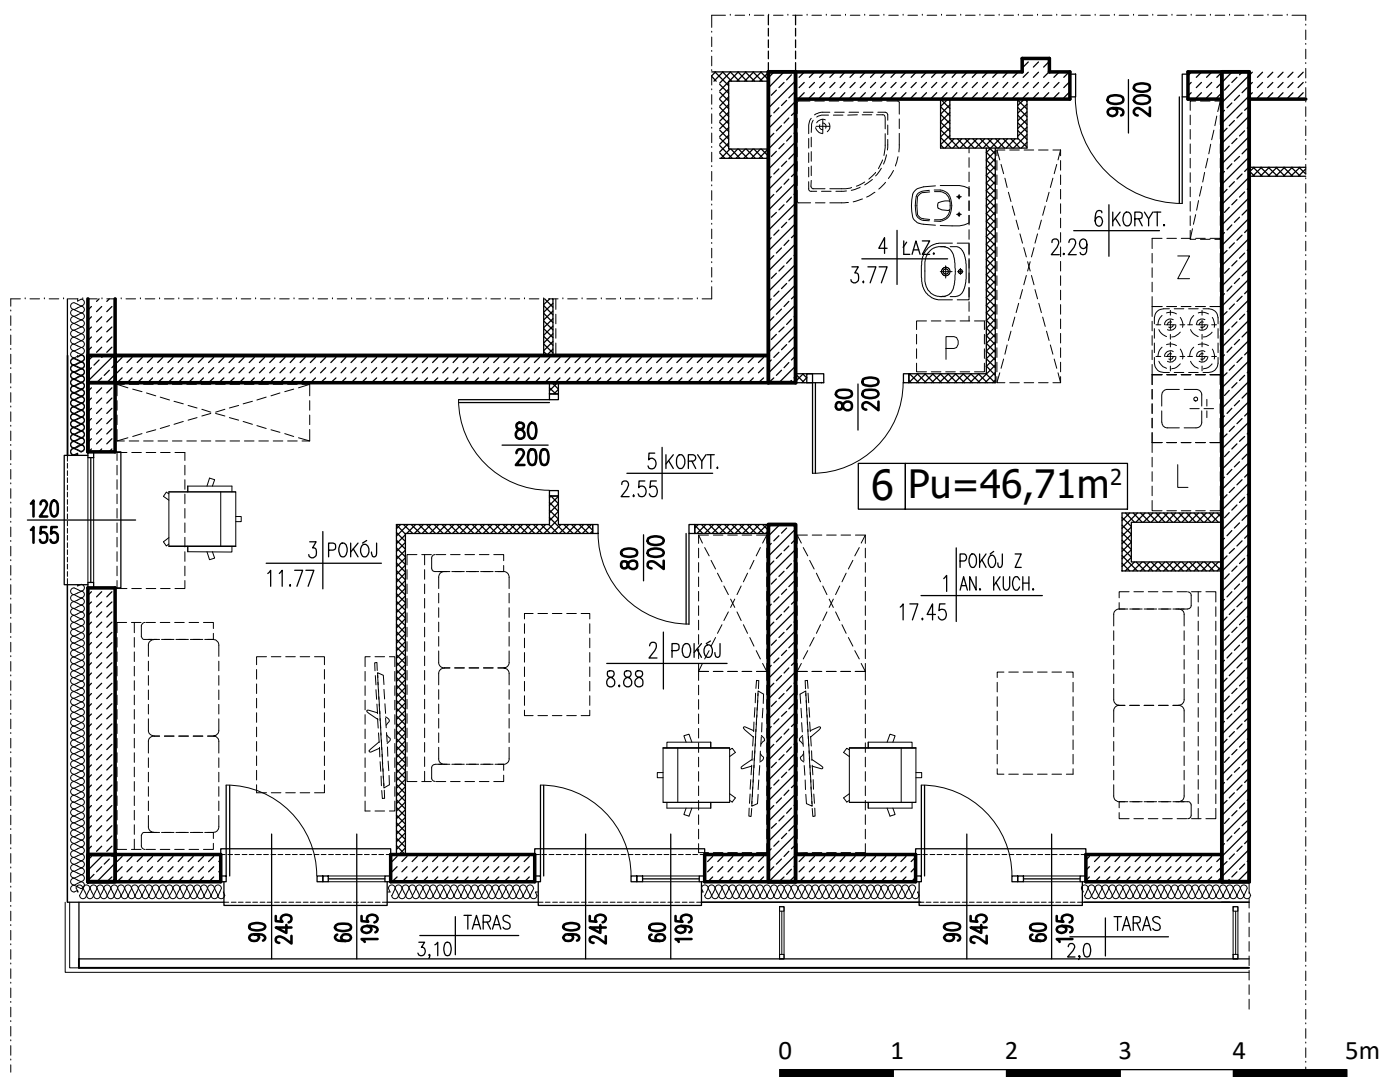 90
200
6 KORYT.
2.29
4 ŁAZ.
3.77
Z
P
80
200
80
200
5 KORYT.
2.55
6 Pu=46,71m²
L
120
155
3 POKÓJ
11.77
80
200
POKÓJ Z
1 AN. KUCH.
17.45
2 POKÓJ
8.88
90
245
60
195
TARAS
3,10
90
245
60
195
90
245
60
195
TARAS
2,0
0 1 2 3 4 5m